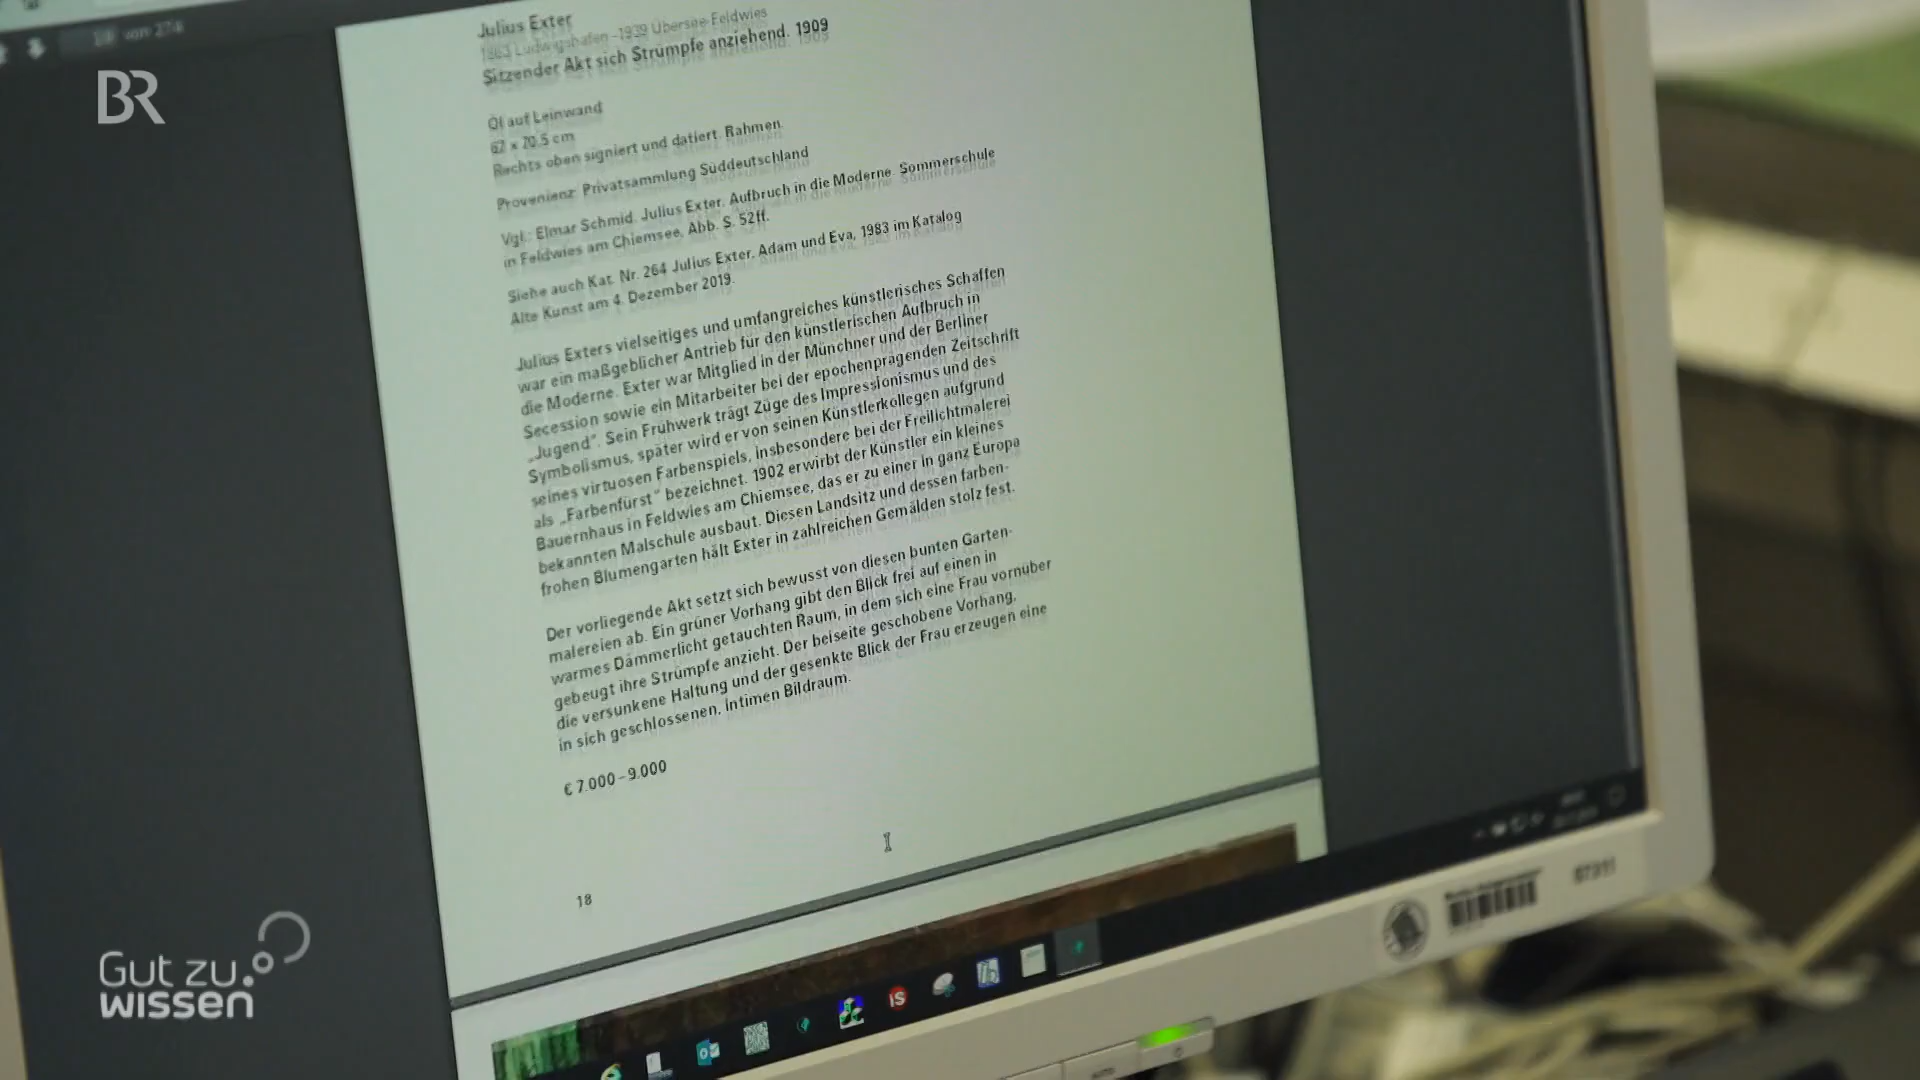 18 von 274
BR
Julius Exter
1863 Ludwigshafen -1939 Übersee-Feldwies
Sitzender Akt sich Strümpfe anziehend. 1909
Öl auf Leinwand
62 x 70,5 cm
Rechts oben signiert und datiert. Rahmen.
Provenienz: Privatsammlung Süddeutschland
Vgl.: Elmar Schmid, Julius Exter. Aufbruch in die Moderne. Sommerschule
in Feldwies am Chiemsee, Abb. S. 52ff.
Siehe auch Kat. Nr. 264 Julius Exter, Adam und Eva, 1983 im Katalog
Alte Kunst am 4. Dezember 2019.
Julius Exters vielseitiges und umfangreiches künstlerisches Schaffen
war ein maßgeblicher Antrieb für den künstlerischen Aufbruch in
die Moderne. Exter war Mitglied in der Münchner und der Berliner
Secession sowie ein Mitarbeiter bei der epochenprägenden Zeitschrift
„Jugend“. Sein Frühwerk trägt Züge des Impressionismus und des
Symbolismus, später wird er von seinen Künstlerkollegen aufgrund
seines virtuosen Farbenspiels, insbesondere bei der Freilichtmalerei
als „Farbenfürst“ bezeichnet. 1902 erwirbt der Künstler ein kleines
Bauernhaus in Feldwies am Chiemsee, das er zu einer in ganz Europa
bekannten Malschule ausbaut. Diesen Landsitz und dessen farben-
frohen Blumengarten hält Exter in zahlreichen Gemälden stolz fest.
Der vorliegende Akt setzt sich bewusst von diesen bunten Garten-
malereien ab. Ein grüner Vorhang gibt den Blick frei auf einen in
warmes Dämmerlicht getauchten Raum, in dem sich eine Frau vornüber
gebeugt ihre Strümpfe anzieht. Der beiseite geschobene Vorhang,
die versunkene Haltung und der gesenkte Blick der Frau erzeugen eine
in sich geschlossenen, intimen Bildraum.
€ 7.000 – 9.000
18
iS
67311
AUTO
Gut zu
wissen